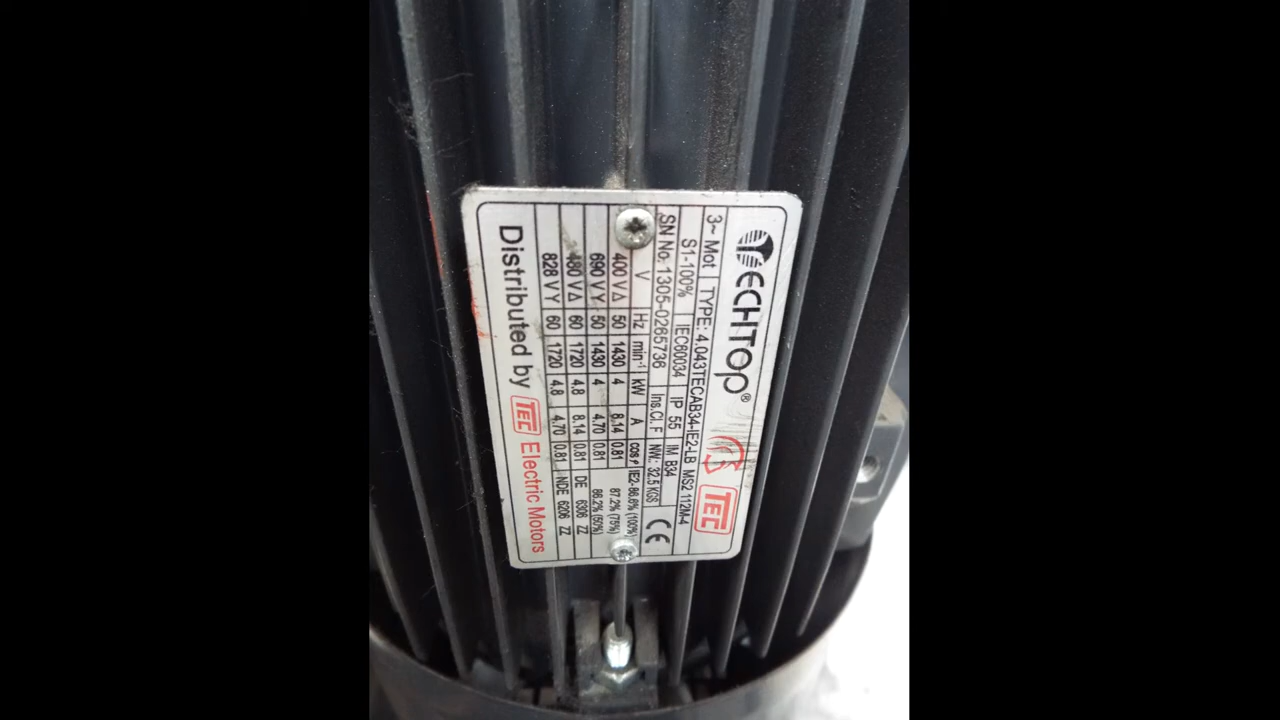 TECHTOP® TEC
3~ Mot TYPE: 4.043TECAB34-IE2-LB MS2 112M-4
S1-100% IEC60034 IP 55 IM B34
SN No. 1305-0265736 Ins.Cl. F NW: 32.5 KGS CE
V Hz min⁻¹ kW A cos φ IE2-86.6% (100%)
400 V Δ 50 1430 4 8.14 0.81 87.2% (75%)
690 V Y 50 1430 4 4.70 0.81 86.2% (50%)
480 V Δ 60 1720 4.8 8.14 0.81 DE 6306 ZZ
828 V Y 60 1720 4.8 4.70 0.81 NDE 6206 ZZ
Distributed by TEC Electric Motors